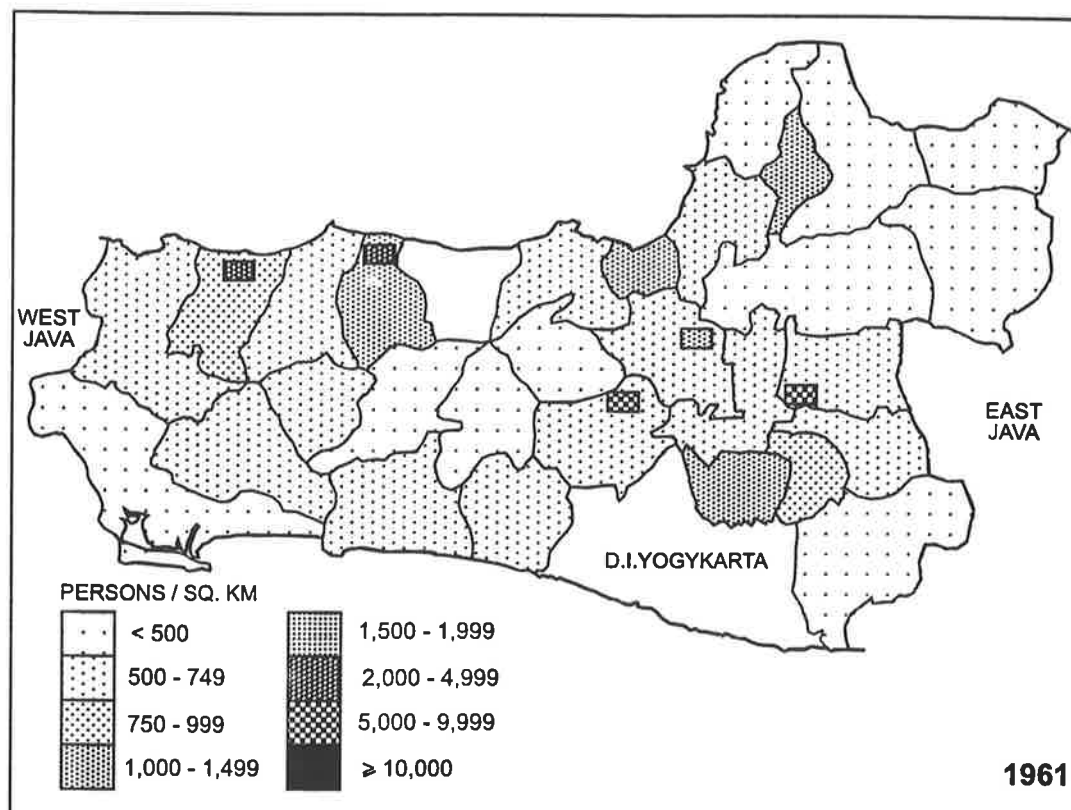 WEST
JAVA
EAST
JAVA
D.I.YOGYKARTA
PERSONS / SQ. KM
< 500
500 - 749
750 - 999
1,000 - 1,499
1,500 - 1,999
2,000 - 4,999
5,000 - 9,999
⩾ 10,000
1961